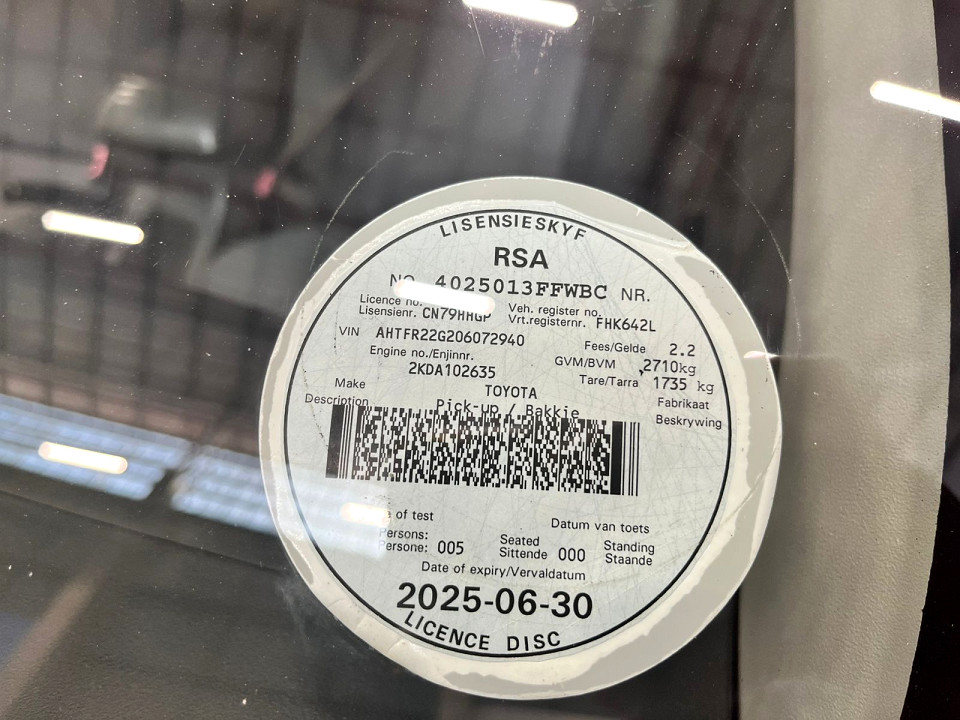 LISENSIESKYF
RSA
NO. 4025013FFWBC NR.
Licence no. Veh. register no.
Lisensienr. CN79HHGP Vrt.registernr. FHK642L
VIN AHTFR22G206072940 Fees/Gelde 2.2
Engine no./Enjinnr. GVM/BVM 2710kg
2KDA102635 Tare/Tarra 1735 kg
Make TOYOTA Fabrikaat
Description Pick-up / Bakkie Beskrywing
of test Datum van toets
Persons: Seated Standing
Persone: 005 Sittende 000 Staande
Date of expiry/Vervaldatum
2025-06-30
LICENCE DISC